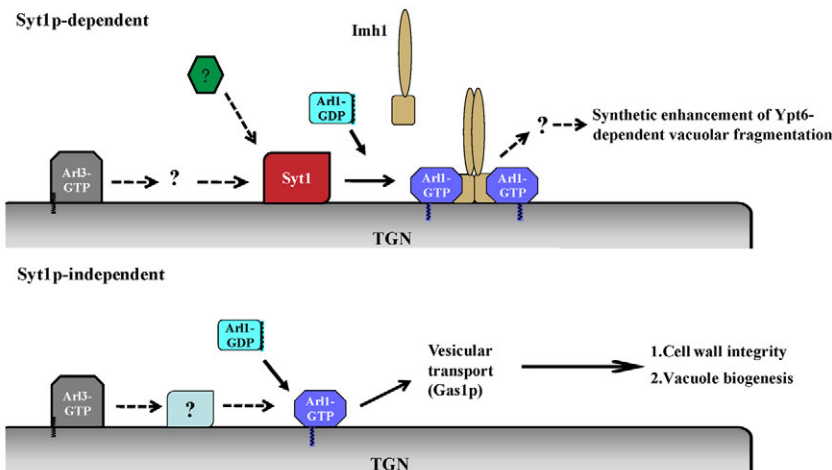 Syt1p-dependent
Imh1
?
Arl1-
GDP
Synthetic enhancement of Ypt6-
dependent vacuolar fragmentation
?
Arl3-
GTP
?
Syt1
Arl1-
GTP
Arl1-
GTP
TGN
Syt1p-independent
Arl1-
GDP
Vesicular
transport
(Gas1p)
1.Cell wall integrity
2.Vacuole biogenesis
Arl3-
GTP
?
Arl1-
GTP
TGN